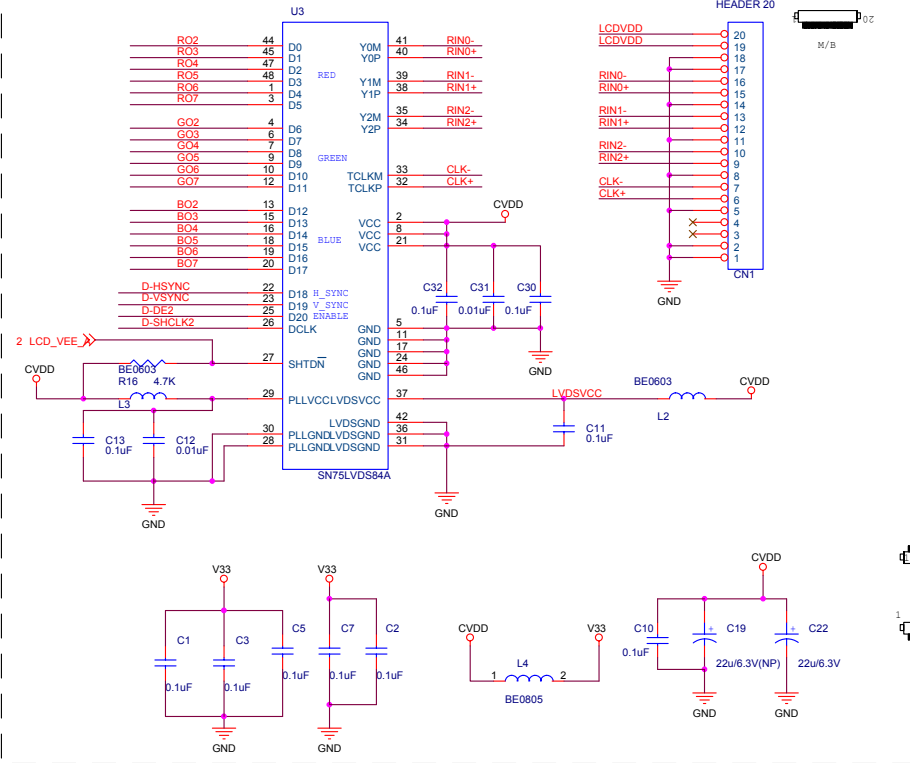 U3
HEADER 20
1 20
M/B
RO2 44 D0
RO3 45 D1
RO4 47 D2
RO5 48 D3
RO6 1 D4
RO7 3 D5
RED
GO2 4 D6
GO3 6 D7
GO4 7 D8
GO5 9 D9
GO6 10 D10
GO7 12 D11
GREEN
BO2 13 D12
BO3 15 D13
BO4 16 D14
BO5 18 D15
BO6 19 D16
BO7 20 D17
BLUE
D-HSYNC 22 D18 H_SYNC
D-VSYNC 23 D19 V_SYNC
D-DE2 25 D20 ENABLE
D-SHCLK2 26 DCLK
2 LCD_VEE
27 SHTDN
CVDD
BE0603
R16 4.7K
L3
29 PLLVCC
30 PLLGND
28 PLLGND
C13
0.1uF
C12
0.01uF
GND
Y0M 41 RIN0-
Y0P 40 RIN0+
Y1M 39 RIN1-
Y1P 38 RIN1+
Y2M 35 RIN2-
Y2P 34 RIN2+
TCLKM 33 CLK-
TCLKP 32 CLK+
VCC 2
VCC 8
VCC 21
CVDD
C32
0.1uF
C31
0.01uF
C30
0.1uF
GND 5
GND 11
GND 17
GND 24
GND 46
GND
LVDSVCC 37 LVDSVCC
BE0603
L2
CVDD
LVDSGND 42
LVDSGND 36
LVDSGND 31
C11
0.1uF
GND
SN75LVDS84A
LCDVDD 20
LCDVDD 19
18
17
RIN0- 16
RIN0+ 15
14
RIN1- 13
RIN1+ 12
11
RIN2- 10
RIN2+ 9
8
CLK- 7
CLK+ 6
5
4
3
2
1
CN1
GND
V33
C1
0.1uF
C3
0.1uF
C5
0.1uF
GND
V33
C7
0.1uF
C2
0.1uF
GND
CVDD
V33
L4
1 2
BE0805
CVDD
C10
0.1uF
+ C19
22u/6.3V(NP)
+ C22
22u/6.3V
GND
GND
1